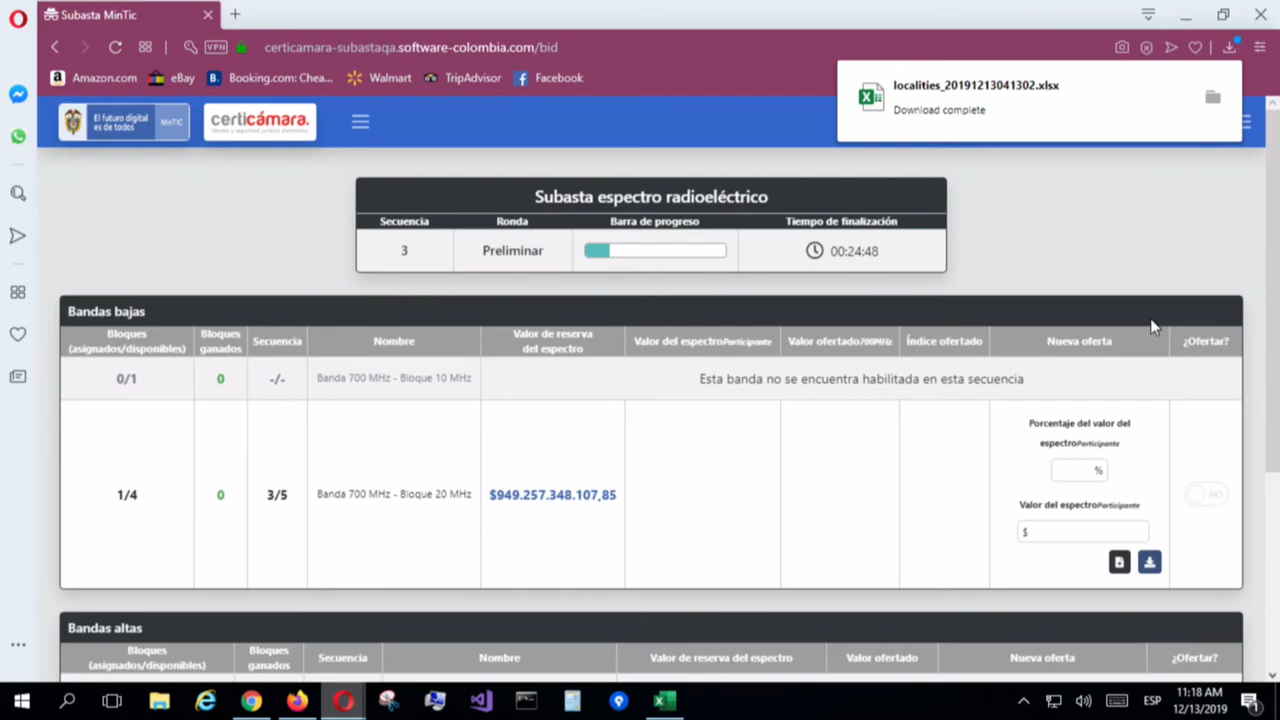 Subasta MinTic
VPN
certicamara-subastaqa.software-colombia.com/bid
Amazon.com
eBay
Booking.com: Chea...
Walmart
TripAdvisor
Facebook
localities_20191213041302.xlsx
Download complete
El futuro digital
es de todos
MinTIC
certicámara.
Subasta espectro radioeléctrico
Secuencia
Ronda
Barra de progreso
Tiempo de finalización
3
Preliminar
00:24:48
Bandas bajas
Bloques
(asignados/disponibles)
Bloques
ganados
Secuencia
Nombre
Valor de reserva
del espectro
Valor del espectroParticipante
Valor ofertado700MHz
Índice ofertado
Nueva oferta
¿Ofertar?
0/1
0
-/-
Banda 700 MHz - Bloque 10 MHz
Esta banda no se encuentra habilitada en esta secuencia
1/4
0
3/5
Banda 700 MHz - Bloque 20 MHz
$949.257.348.107,85
Porcentaje del valor del
espectroParticipante
%
Valor del espectroParticipante
$
NO
Bandas altas
Bloques
(asignados/disponibles)
Bloques
ganados
Secuencia
Nombre
Valor de reserva del espectro
Valor ofertado
Nueva oferta
¿Ofertar?
ESP
11:18 AM
12/13/2019
1